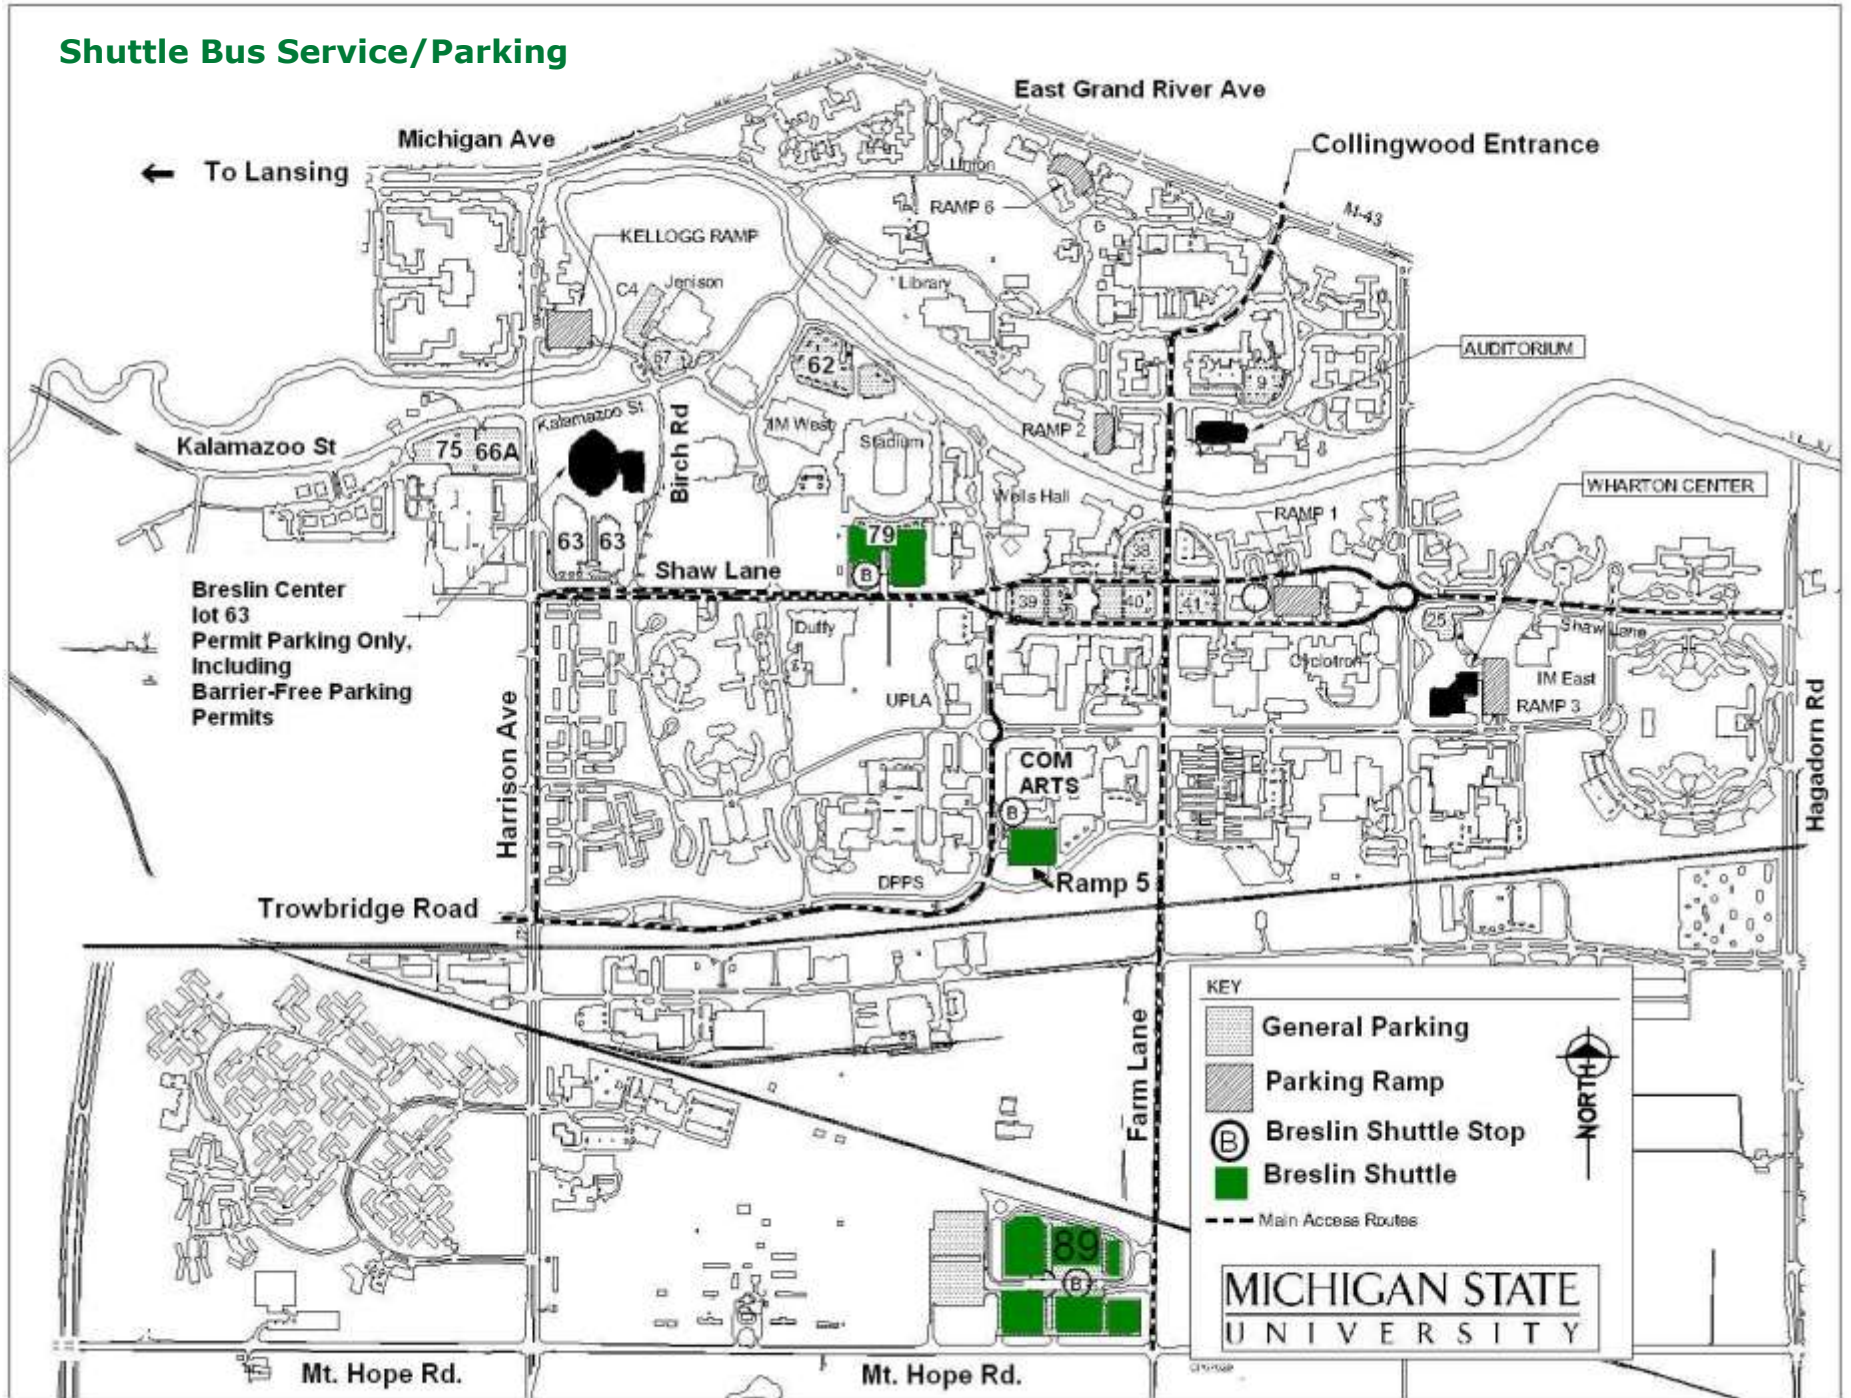 Shuttle Bus Service/Parking
East Grand River Ave
Michigan Ave
Collingwood Entrance
To Lansing
Union
RAMP 6
M-43
KELLOGG RAMP
C4
Jenison
Library
AUDITORIUM
67
62
9
Kalamazoo St
Kalamazoo St
75
66A
Birch Rd
IM West
Stadium
RAMP 2
WHARTON CENTER
Wells Hall
RAMP 1
63
63
79
38
B
Shaw Lane
Breslin Center
lot 63
Permit Parking Only,
Including
Barrier-Free Parking
Permits
39
40
41
25
Shaw Lane
Duffy
Cyclotron
IM East
RAMP 3
UPLA
Harrison Ave
Hagadorn Rd
COM
ARTS
B
Ramp 5
DPPS
Trowbridge Road
Farm Lane
KEY
General Parking
Parking Ramp
B
Breslin Shuttle Stop
Breslin Shuttle
Main Access Routes
NORTH
89
B
MICHIGAN STATE
UNIVERSITY
Mt. Hope Rd.
Mt. Hope Rd.